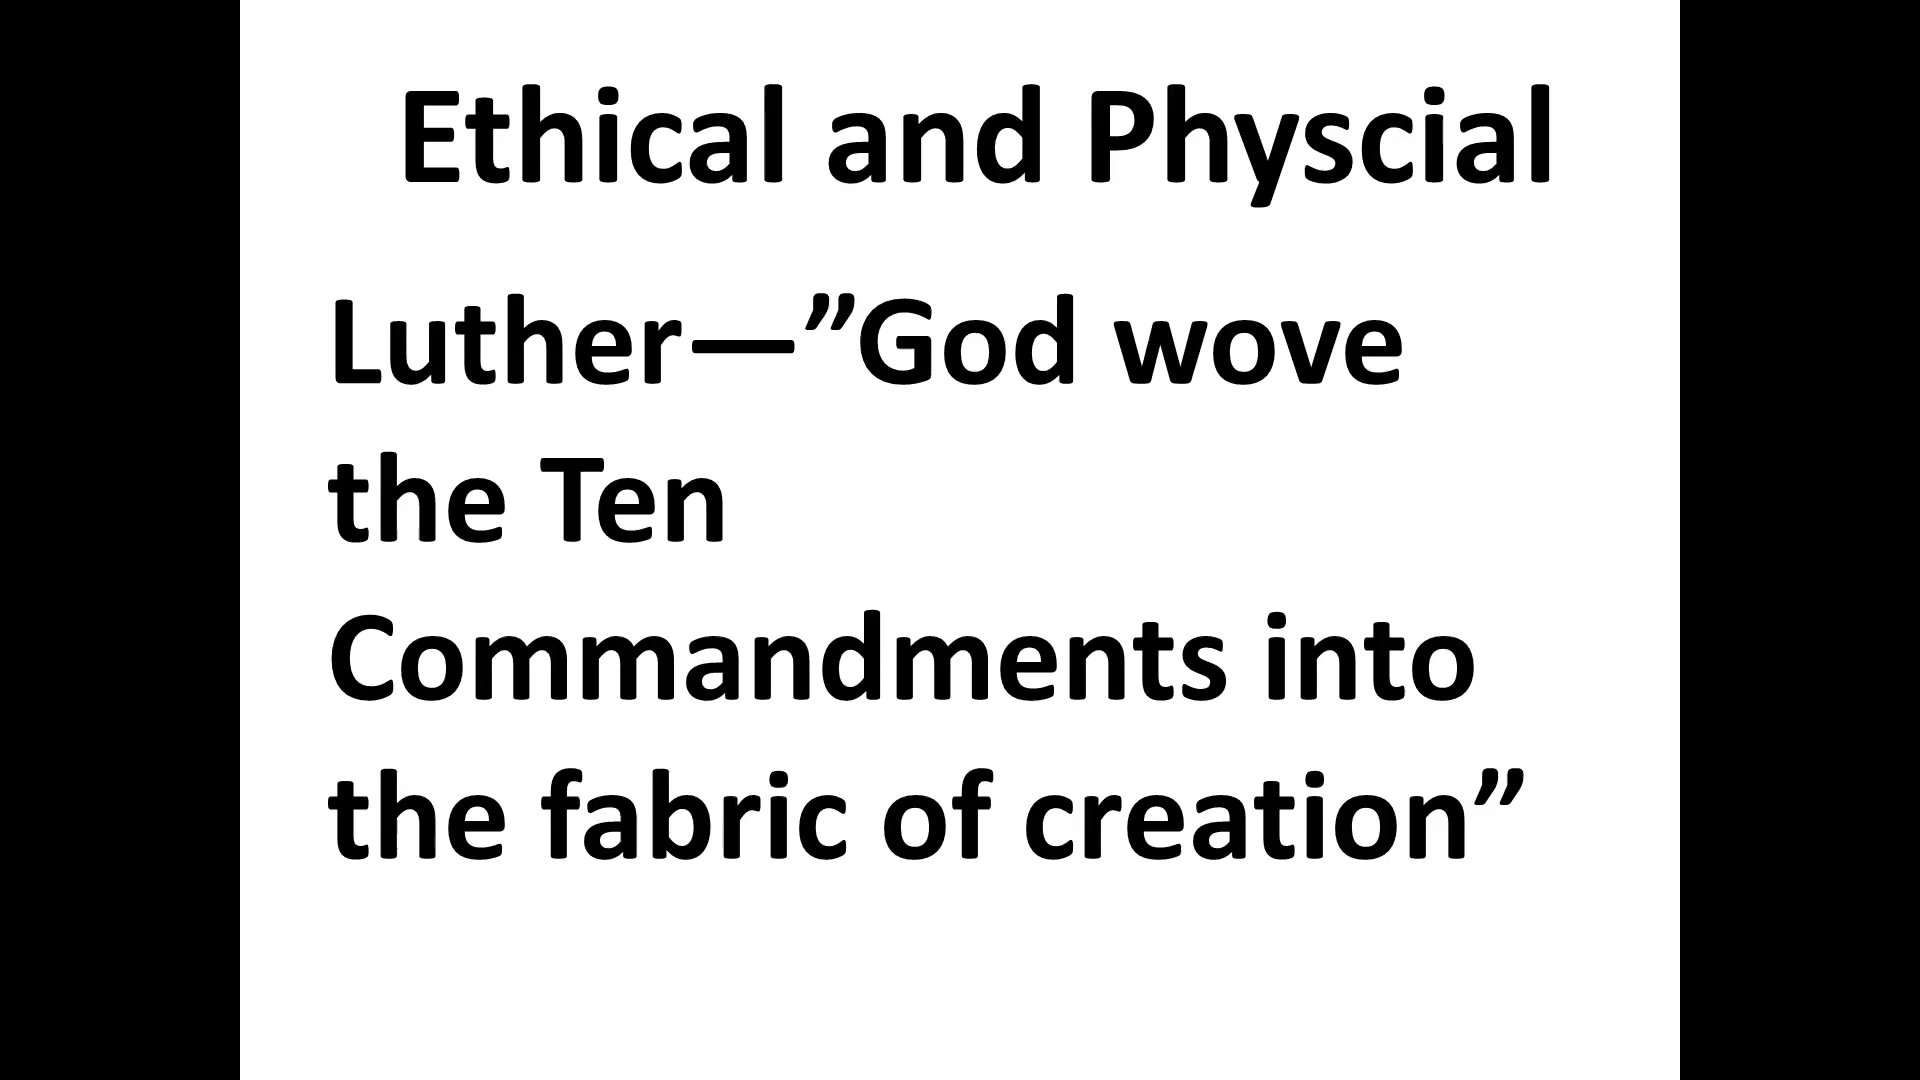 Ethical and Physcial
Luther—”God wove
the Ten
Commandments into
the fabric of creation”